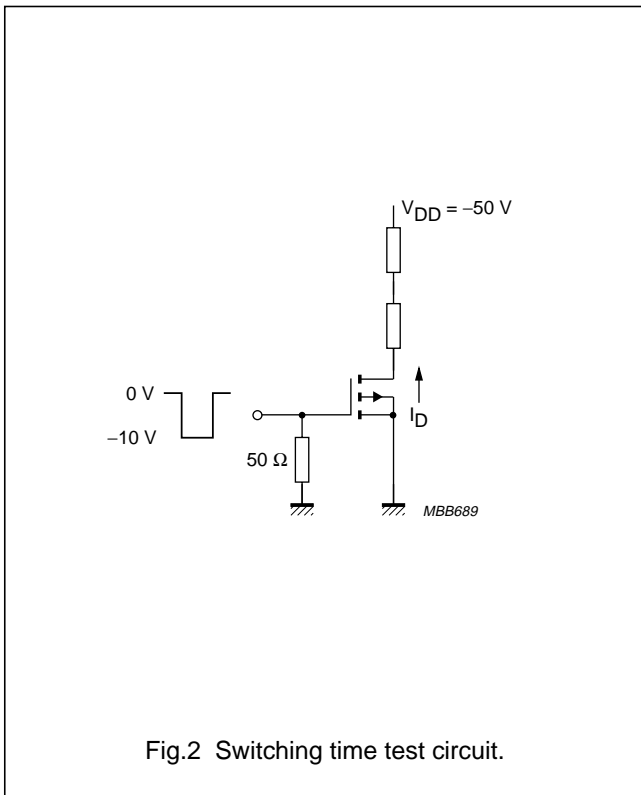 V_DD = −50 V
0 V
−10 V
I_D
50 Ω
MBB689
Fig.2 Switching time test circuit.